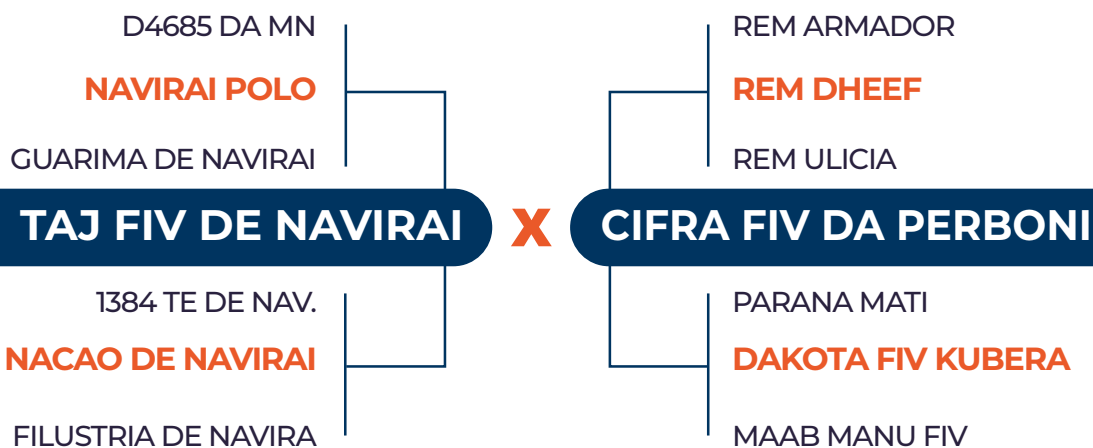 D4685 DA MN
NAVIRAI POLO
GUARIMA DE NAVIRAI
REM ARMADOR
REM DHEEF
REM ULICIA
TAJ FIV DE NAVIRAI X CIFRA FIV DA PERBONI
1384 TE DE NAV.
NACAO DE NAVIRAI
FILUSTRIA DE NAVIRA
PARANA MATI
DAKOTA FIV KUBERA
MAAB MANU FIV